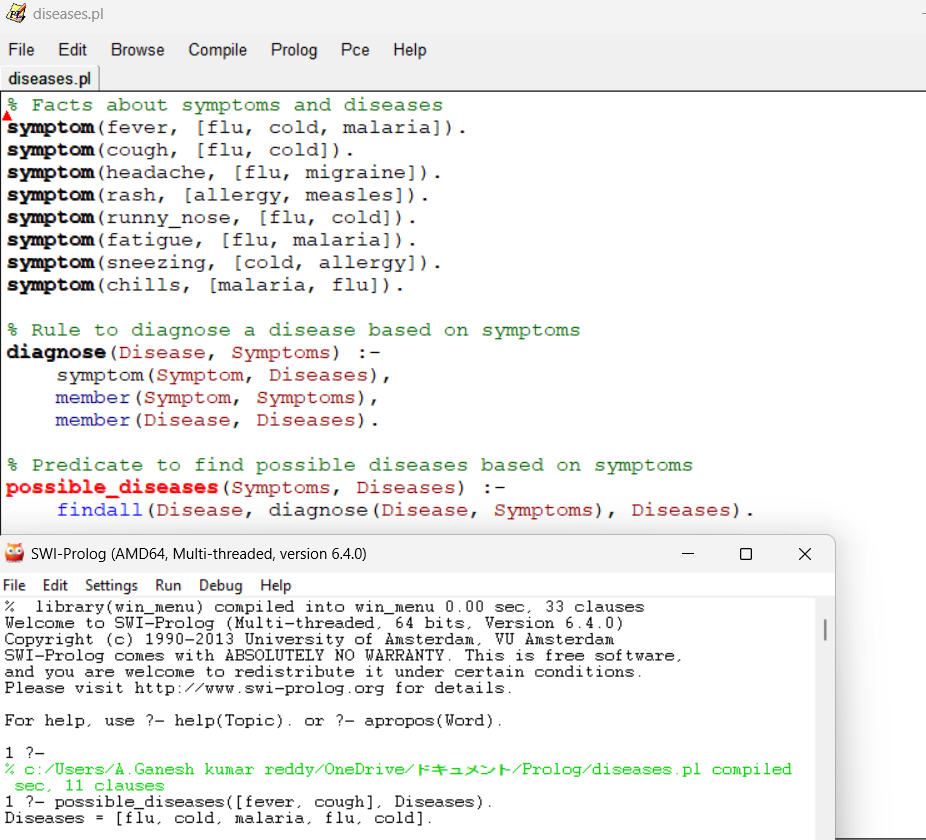 diseases.pl
File Edit Browse Compile Prolog Pce Help
diseases.pl
% Facts about symptoms and diseases
symptom(fever, [flu, cold, malaria]).
symptom(cough, [flu, cold]).
symptom(headache, [flu, migraine]).
symptom(rash, [allergy, measles]).
symptom(runny_nose, [flu, cold]).
symptom(fatigue, [flu, malaria]).
symptom(sneezing, [cold, allergy]).
symptom(chills, [malaria, flu]).
% Rule to diagnose a disease based on symptoms
diagnose(Disease, Symptoms) :-
    symptom(Symptom, Diseases),
    member(Symptom, Symptoms),
    member(Disease, Diseases).
% Predicate to find possible diseases based on symptoms
possible_diseases(Symptoms, Diseases) :-
    findall(Disease, diagnose(Disease, Symptoms), Diseases).
SWI-Prolog (AMD64, Multi-threaded, version 6.4.0)
File Edit Settings Run Debug Help
%  library(win_menu) compiled into win_menu 0.00 sec, 33 clauses
Welcome to SWI-Prolog (Multi-threaded, 64 bits, Version 6.4.0)
Copyright (c) 1990-2013 University of Amsterdam, VU Amsterdam
SWI-Prolog comes with ABSOLUTELY NO WARRANTY. This is free software,
and you are welcome to redistribute it under certain conditions.
Please visit http://www.swi-prolog.org for details.
For help, use ?- help(Topic). or ?- apropos(Word).
1 ?-
% c:/Users/A.Ganesh kumar reddy/OneDrive/ドキュメント/Prolog/diseases.pl compiled
 sec, 11 clauses
1 ?- possible_diseases([fever, cough], Diseases).
Diseases = [flu, cold, malaria, flu, cold].